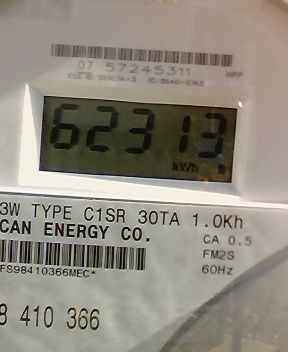 07 57245311
62313
kWh
3W TYPE C1SR 30TA 1.0Kh
CAN ENERGY CO.
CA 0.5
FM2S
60Hz
FS98410366MEC*
8 410 366